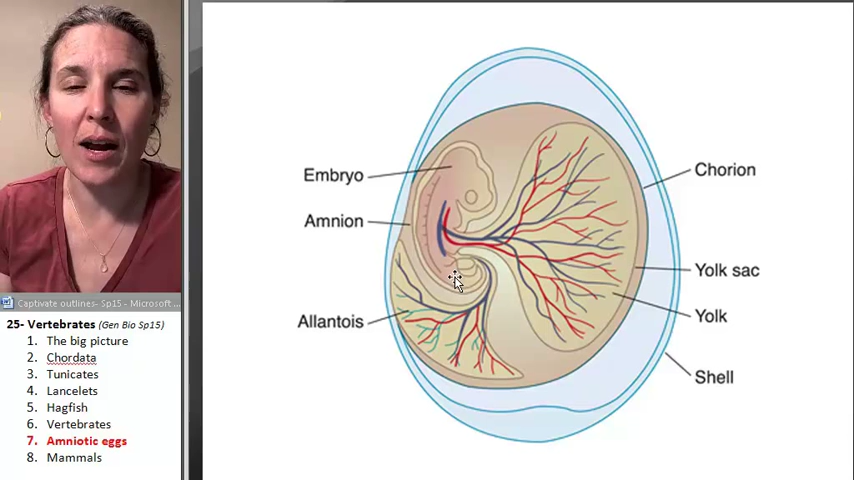 Captivate outlines- Sp15 - Microsoft ...
25- Vertebrates (Gen Bio Sp15)
1. The big picture
2. Chordata
3. Tunicates
4. Lancelets
5. Hagfish
6. Vertebrates
7. Amniotic eggs
8. Mammals
Embryo
Amnion
Allantois
Chorion
Yolk sac
Yolk
Shell